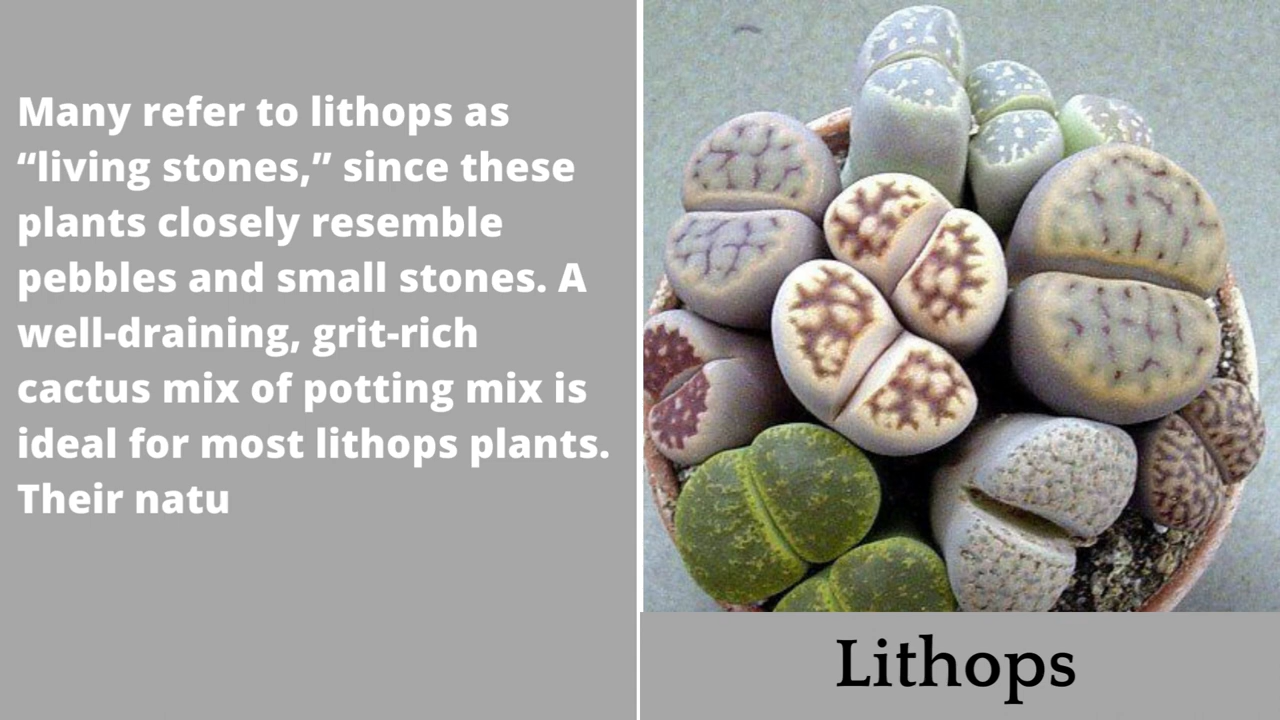 Many refer to lithops as
“living stones,” since these
plants closely resemble
pebbles and small stones. A
well-draining, grit-rich
cactus mix of potting mix is
ideal for most lithops plants.
Their natu
Lithops